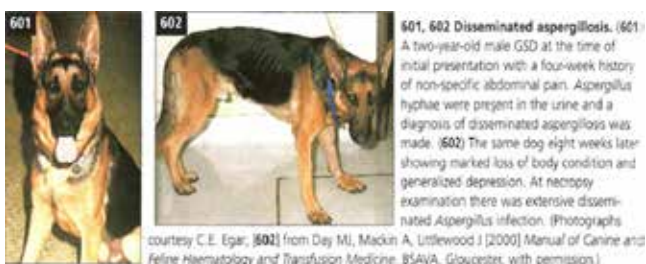 601
602
601, 602 Disseminated aspergillosis. (601)
A two-year-old male GSD at the time of
initial presentation with a four-week history
of non-specific abdominal pain. Aspergillus
hyphae were present in the urine and a
diagnosis of disseminated aspergillosis was
made. (602) The same dog eight weeks later
showing marked loss of body condition and
generalized depression. At necropsy
examination there was extensive dissemi-
nated Aspergillus infection. (Photographs
courtesy C.E. Egar; [602] from Day MJ, Mackin A, Littlewood J [2000] Manual of Canine and
Feline Haematology and Transfusion Medicine. BSAVA, Gloucester, with permission.)